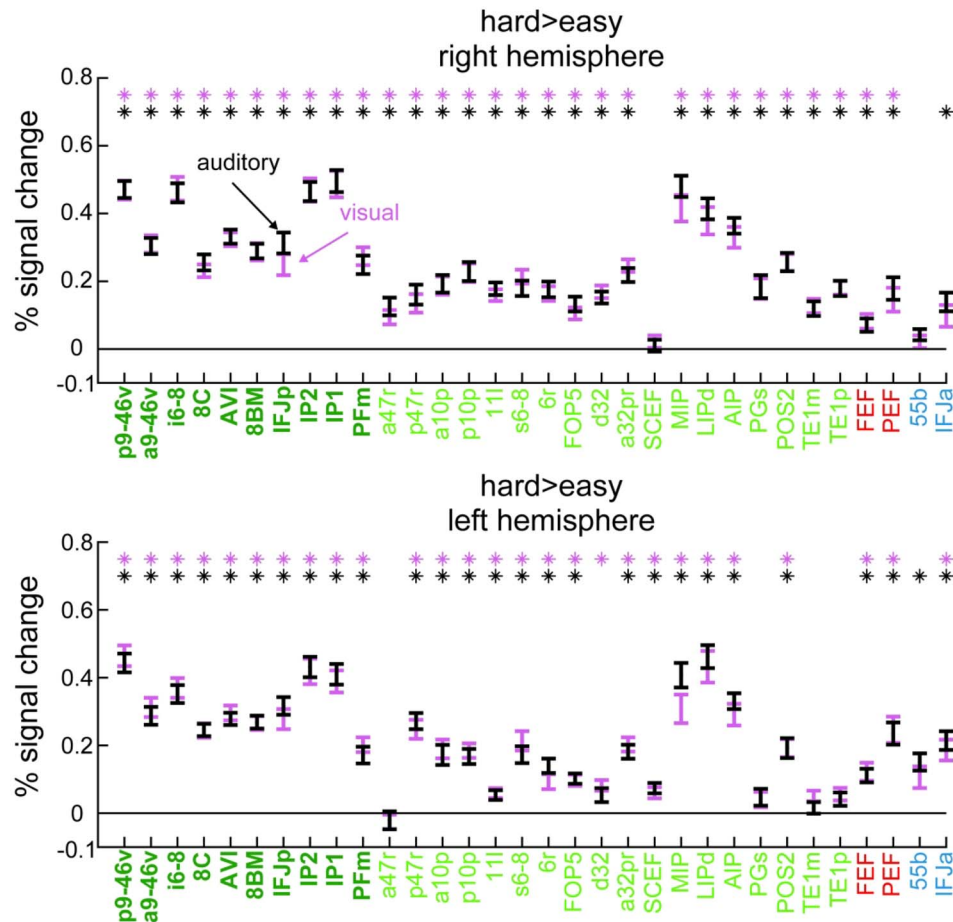 hard>easy
right hemisphere
% signal change
0.8
0.6
0.4
0.2
0
-0.1
auditory
visual
p9-46v
a9-46v
i6-8
8C
AVI
8BM
IFJp
IP2
IP1
PFm
a47r
p47r
a10p
p10p
11l
s6-8
6r
FOP5
d32
a32pr
SCEF
MIP
LIPd
AIP
PGs
POS2
TE1m
TE1p
FEF
PEF
55b
IFJa
hard>easy
left hemisphere
% signal change
0.8
0.6
0.4
0.2
0
-0.1
p9-46v
a9-46v
i6-8
8C
AVI
8BM
IFJp
IP2
IP1
PFm
a47r
p47r
a10p
p10p
11l
s6-8
6r
FOP5
d32
a32pr
SCEF
MIP
LIPd
AIP
PGs
POS2
TE1m
TE1p
FEF
PEF
55b
IFJa